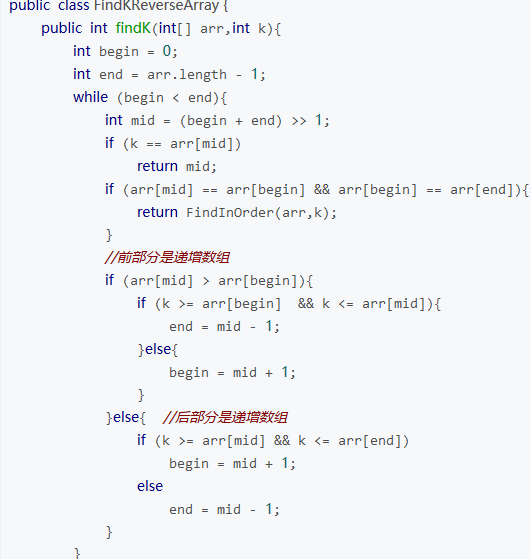 public class FindKReverseArray {
public int findK(int[] arr,int k){
int begin = 0;
int end = arr.length - 1;
while (begin < end){
int mid = (begin + end) >> 1;
if (k == arr[mid])
return mid;
if (arr[mid] == arr[begin] && arr[begin] == arr[end]){
return FindInOrder(arr,k);
}
//前部分是递增数组
if (arr[mid] > arr[begin]){
if (k >= arr[begin]  && k <= arr[mid]){
end = mid - 1;
}else{
begin = mid + 1;
}
}else{  //后部分是递增数组
if (k >= arr[mid] && k <= arr[end])
begin = mid + 1;
else
end = mid - 1;
}
}